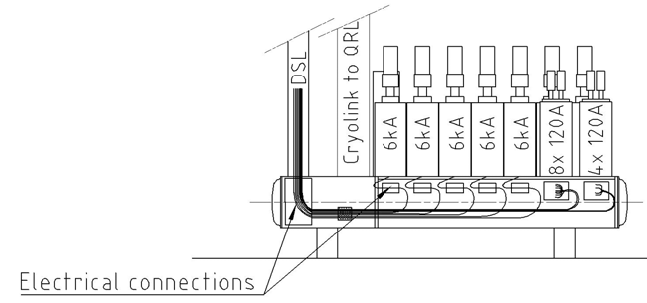 DSL
Cryolink to QRL
6kA
6kA
6kA
6kA
6kA
8x 120A
4x 120A
Electrical connections